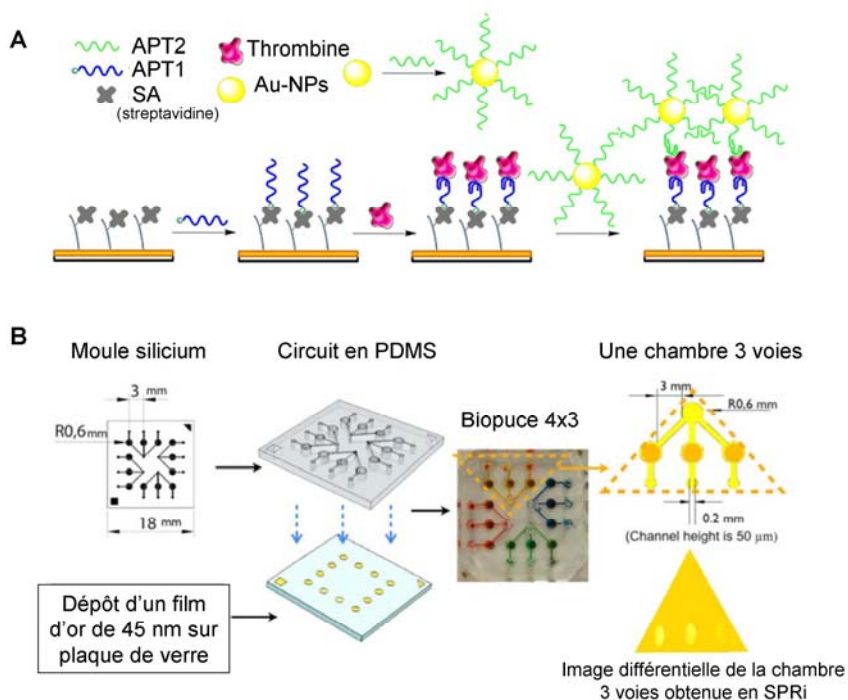 A
APT2
APT1
SA
(streptavidine)
Thrombine
Au-NPs
B
Moule silicium
3 mm
R0,6 mm
18 mm
Dépôt d'un film
d'or de 45 nm sur
plaque de verre
Circuit en PDMS
Biopuce 4x3
Une chambre 3 voies
3 mm
R0,6 mm
0.2 mm
(Channel height is 50 µm)
Image différentielle de la chambre
3 voies obtenue en SPRi